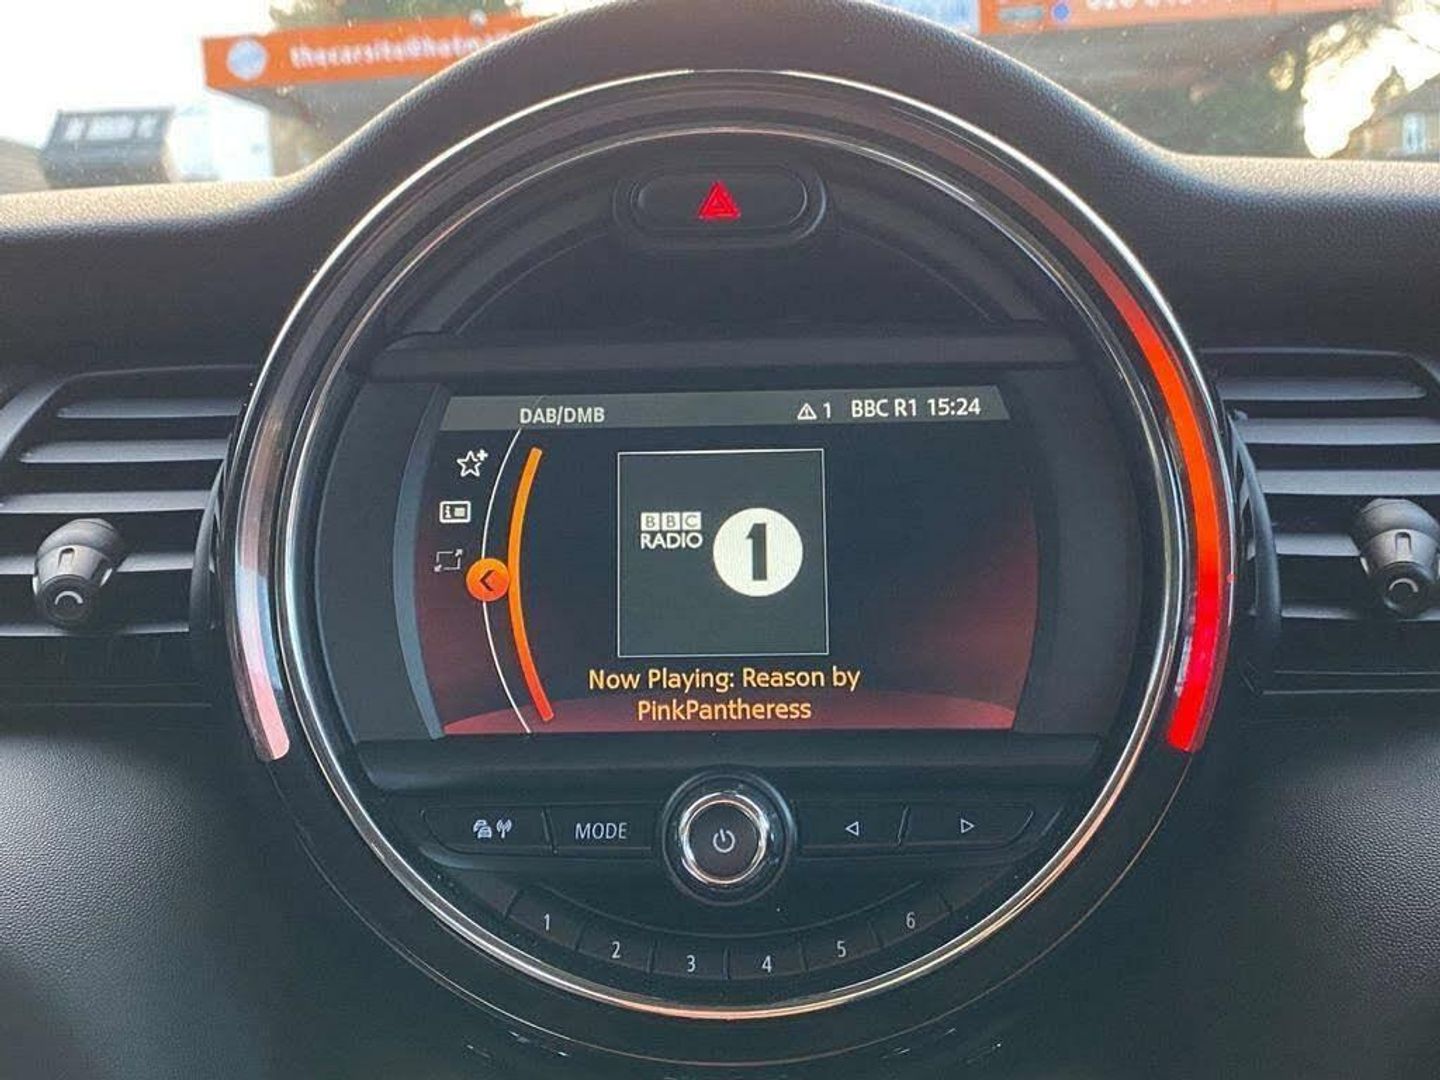 DAB/DMB
1 BBC R1 15:24
BBC
RADIO
1
Now Playing: Reason by
PinkPantheress
MODE
1
2
3
4
5
6